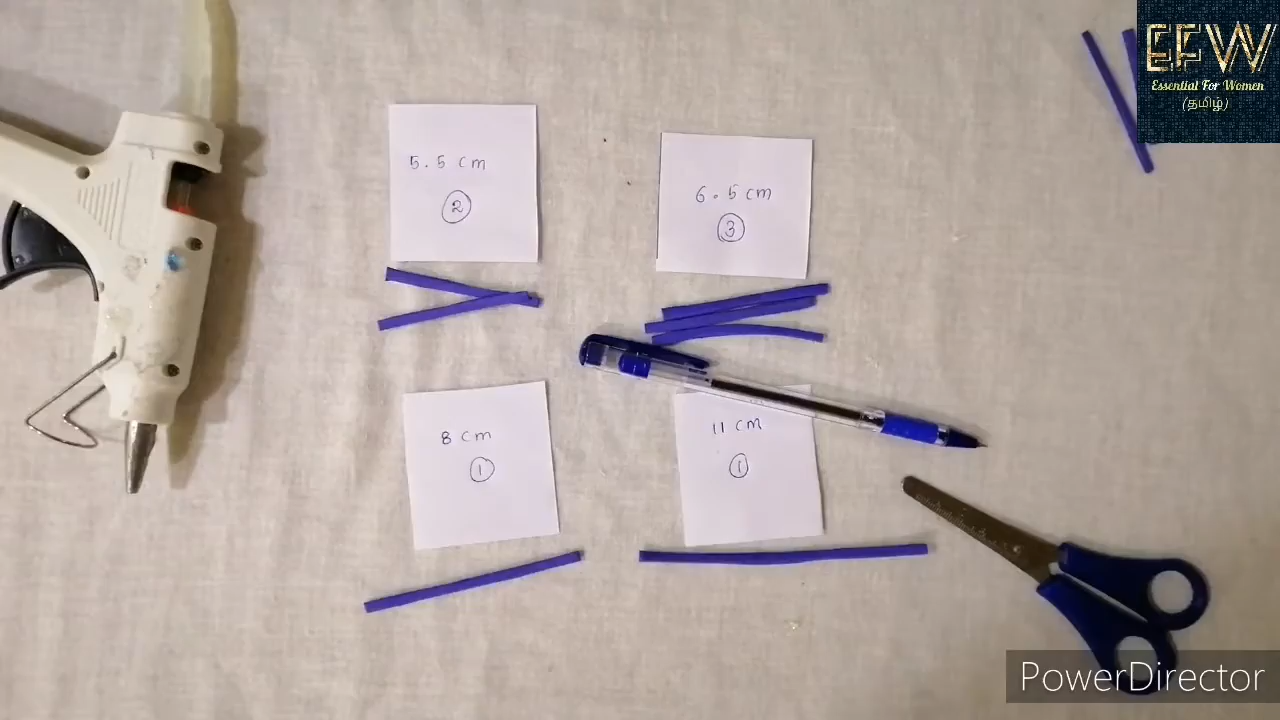 EFW
Essential For Women
(தமிழ்)
5.5 cm
2
6.5 cm
3
8 cm
1
11 cm
1
PowerDirector